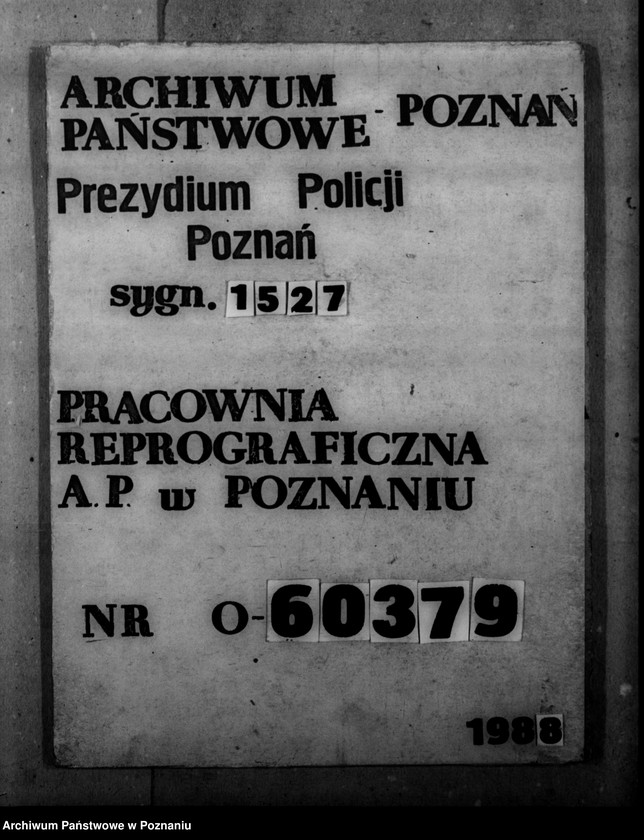 ARCHIWUM
PAŃSTWOWE - POZNAŃ
Prezydium Policji
Poznań
sygn. 1527
PRACOWNIA
REPROGRAFICZNA
A.P. w POZNANIU
NR O-60379
1988
Archiwum Państwowe w Poznaniu